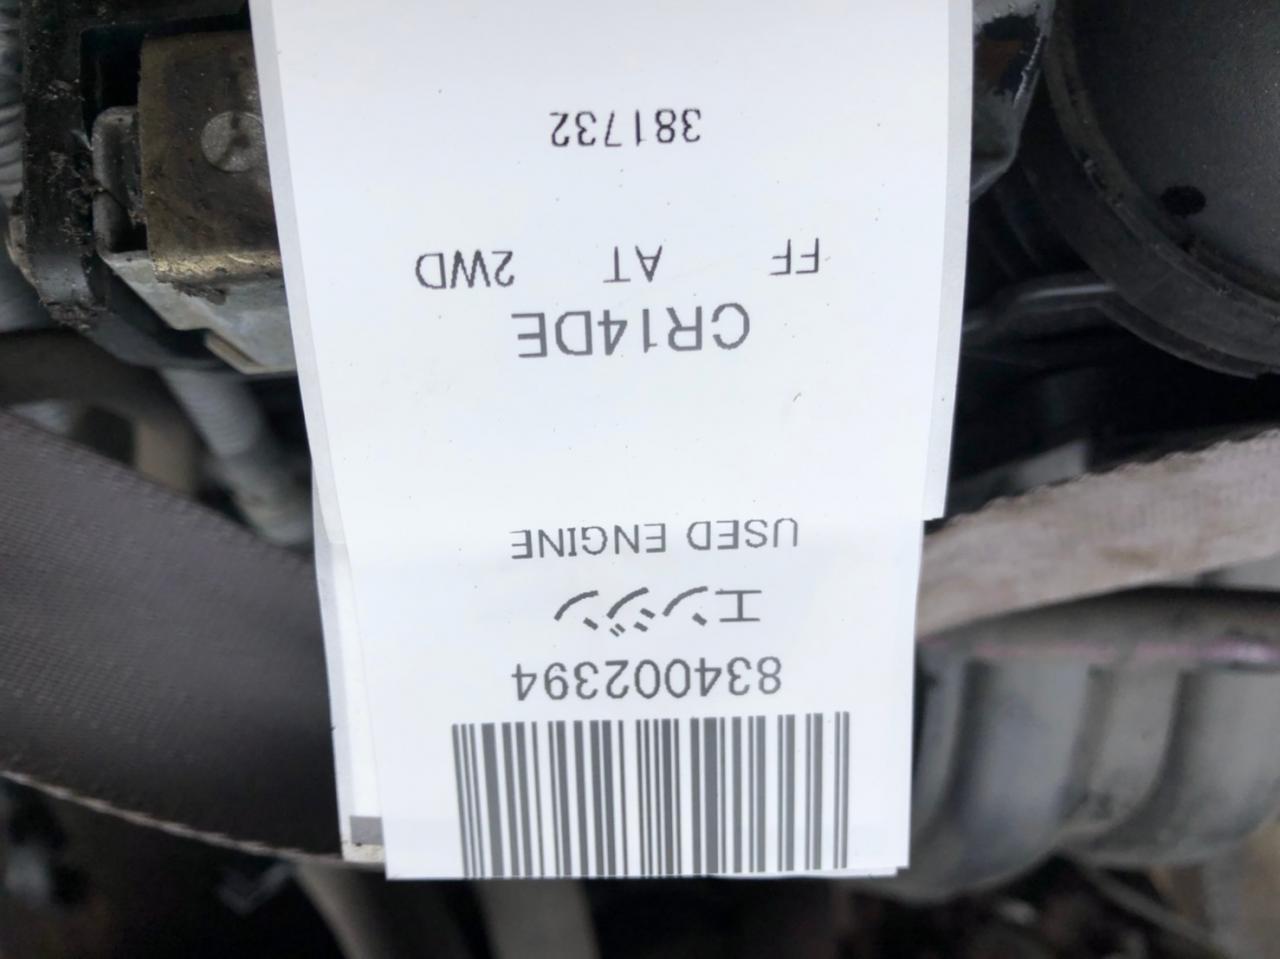 834002394
エンジン
USED ENGINE
CR14DE
FF AT 2WD
381732